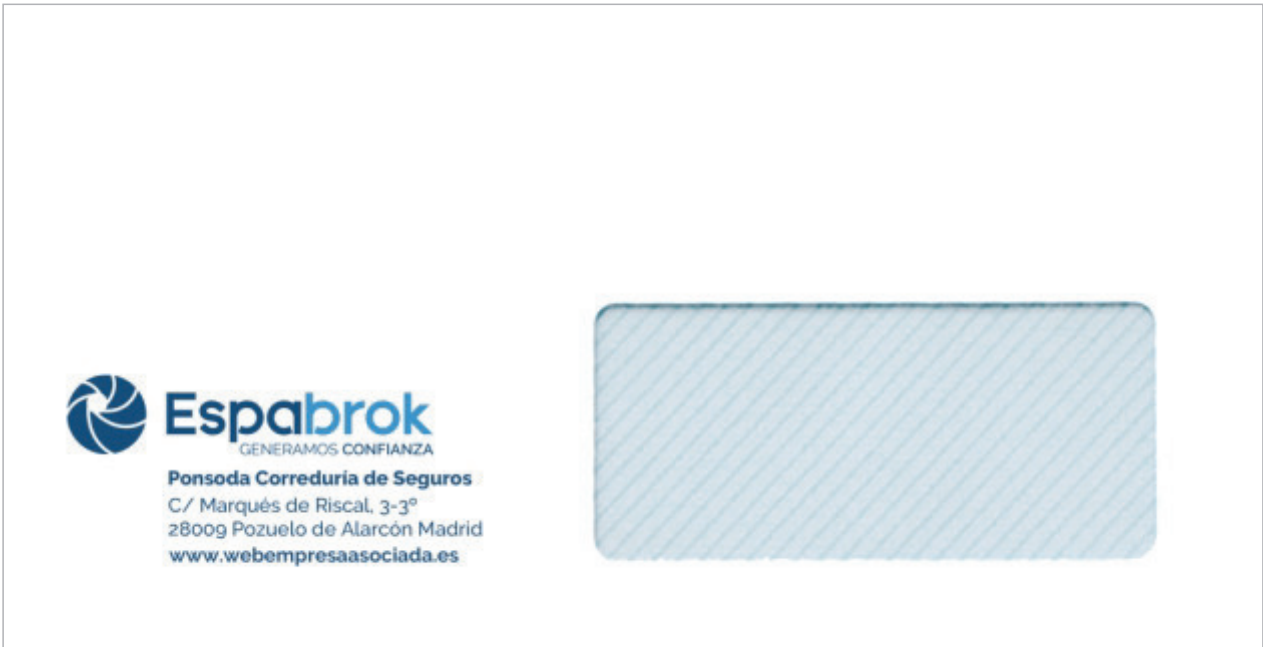 Espabrok
GENERAMOS CONFIANZA
Ponsoda Correduría de Seguros
C/ Marqués de Riscal, 3-3º
28009 Pozuelo de Alarcón Madrid
www.webempresaasociada.es